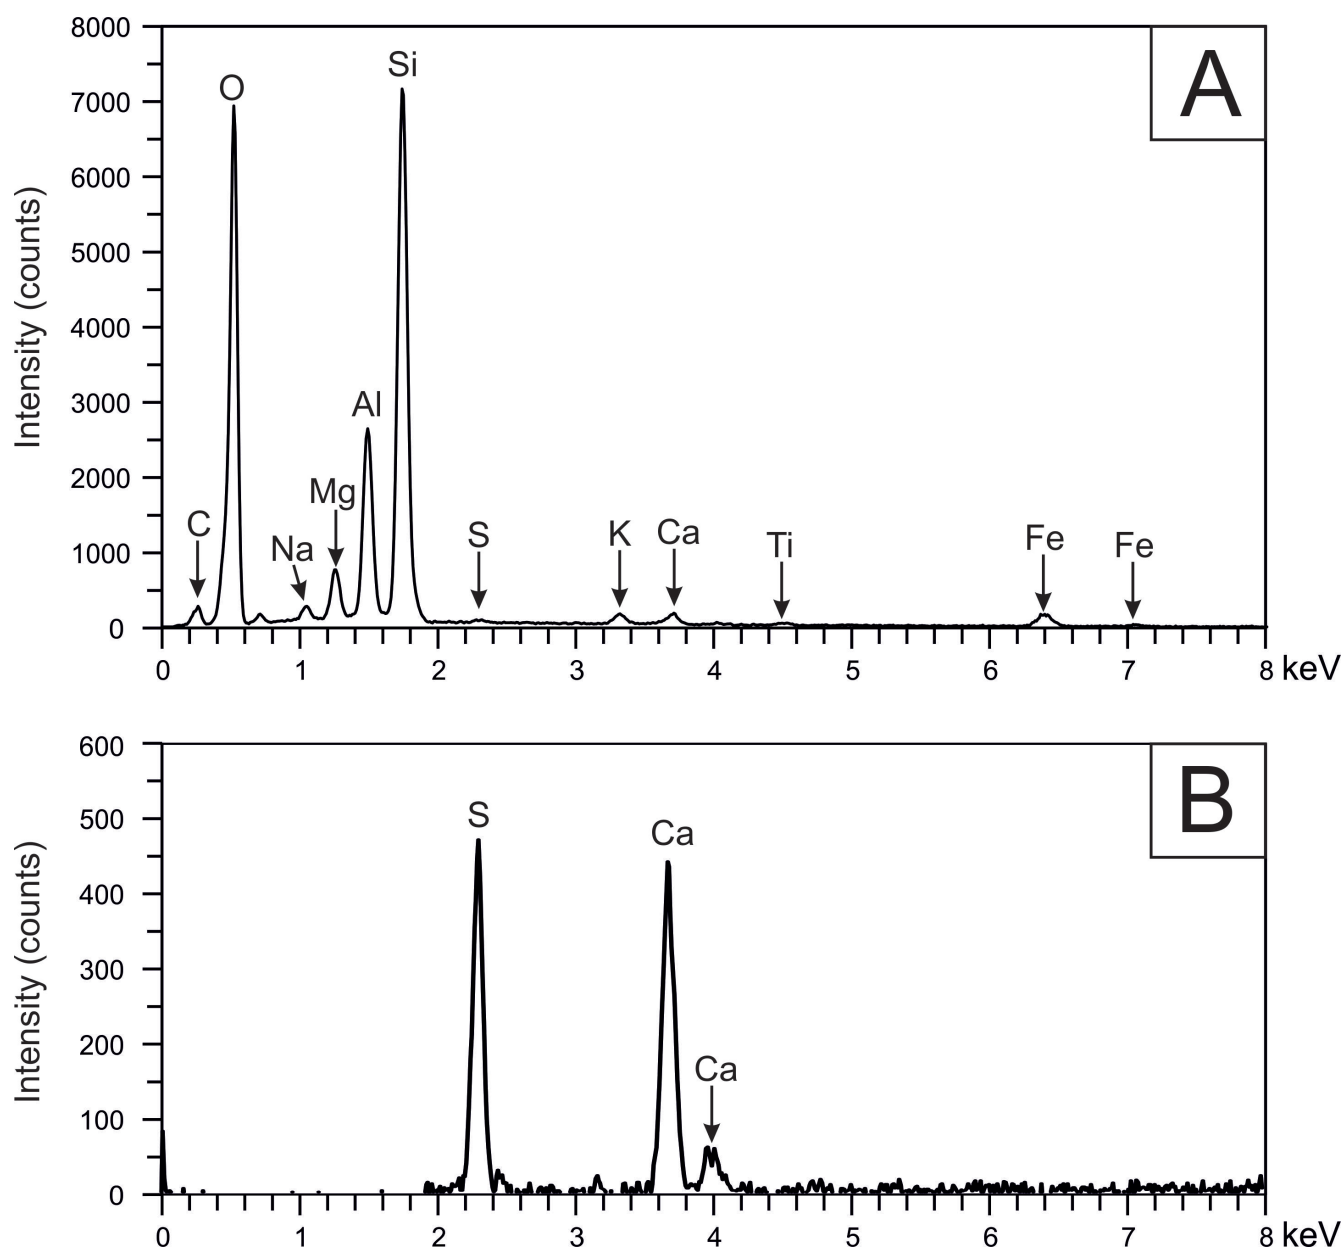 8000
A
Si
O
7000
6000
5000
Intensity (counts)
4000
Al
3000
Mg
2000
C
Na
S
K
Ca
Ti
Fe
Fe
1000
0
0 1 2 3 4 5 6 7 8 keV
600
B
S
Ca
500
400
Intensity (counts)
300
200
Ca
100
0
0 1 2 3 4 5 6 7 8 keV